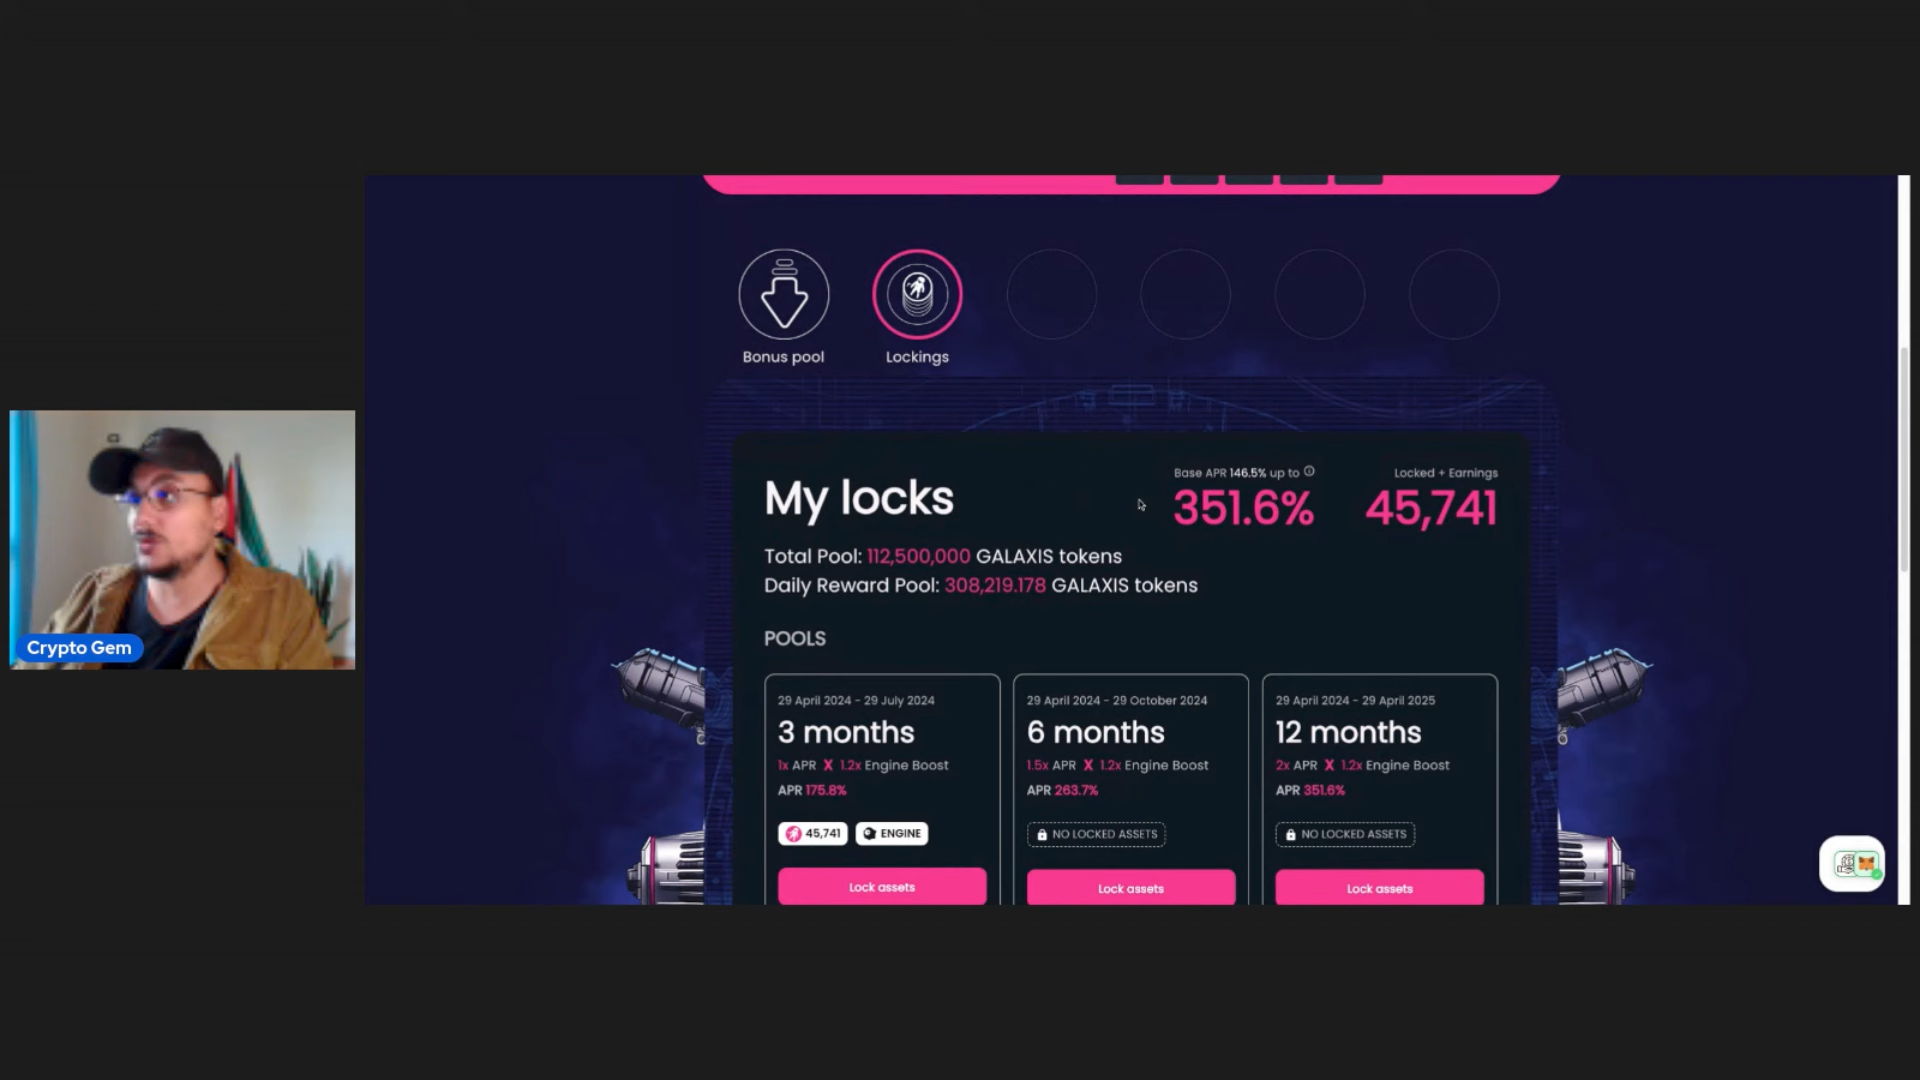 Bonus pool
Lockings
My locks
Base APR 146.5% up to
351.6%
Locked + Earnings
45,741
Total Pool: 112,500,000 GALAXIS tokens
Daily Reward Pool: 308,219.178 GALAXIS tokens
POOLS
29 April 2024 - 29 July 2024
3 months
1x APR X 1.2x Engine Boost
APR 175.8%
45,741
ENGINE
Lock assets
29 April 2024 - 29 October 2024
6 months
1.5x APR X 1.2x Engine Boost
APR 263.7%
NO LOCKED ASSETS
Lock assets
29 April 2024 - 29 April 2025
12 months
2x APR X 1.2x Engine Boost
APR 351.6%
NO LOCKED ASSETS
Lock assets
Crypto Gem